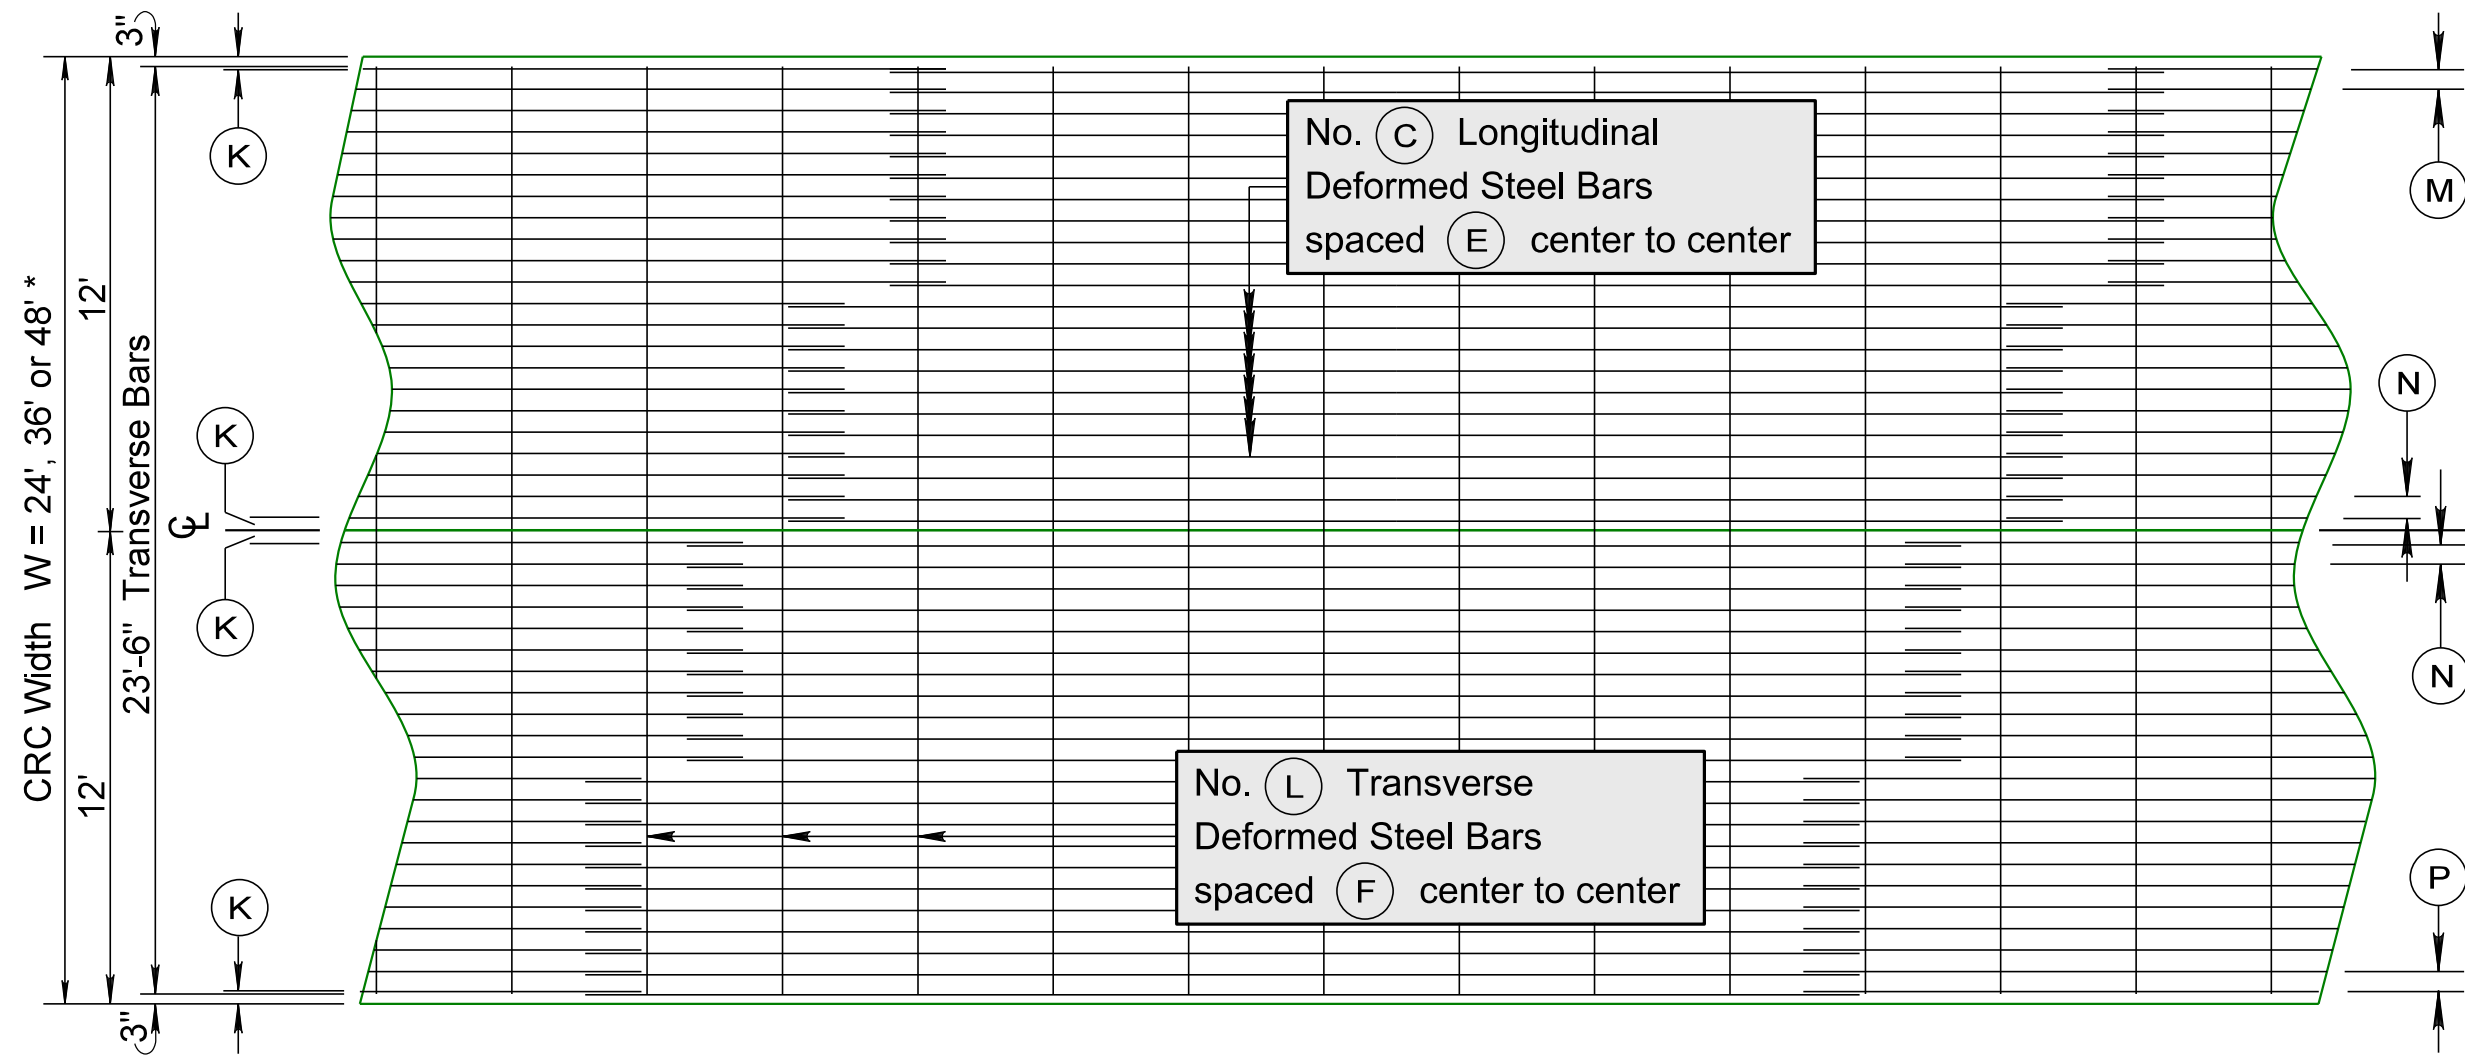 3"
K
CRC Width W = 24', 36' or 48' *
12'
23'-6" Transverse Bars
K
℄
K
12'
K
3"
No. C Longitudinal
Deformed Steel Bars
spaced E center to center
No. L Transverse
Deformed Steel Bars
spaced F center to center
M
N
N
P